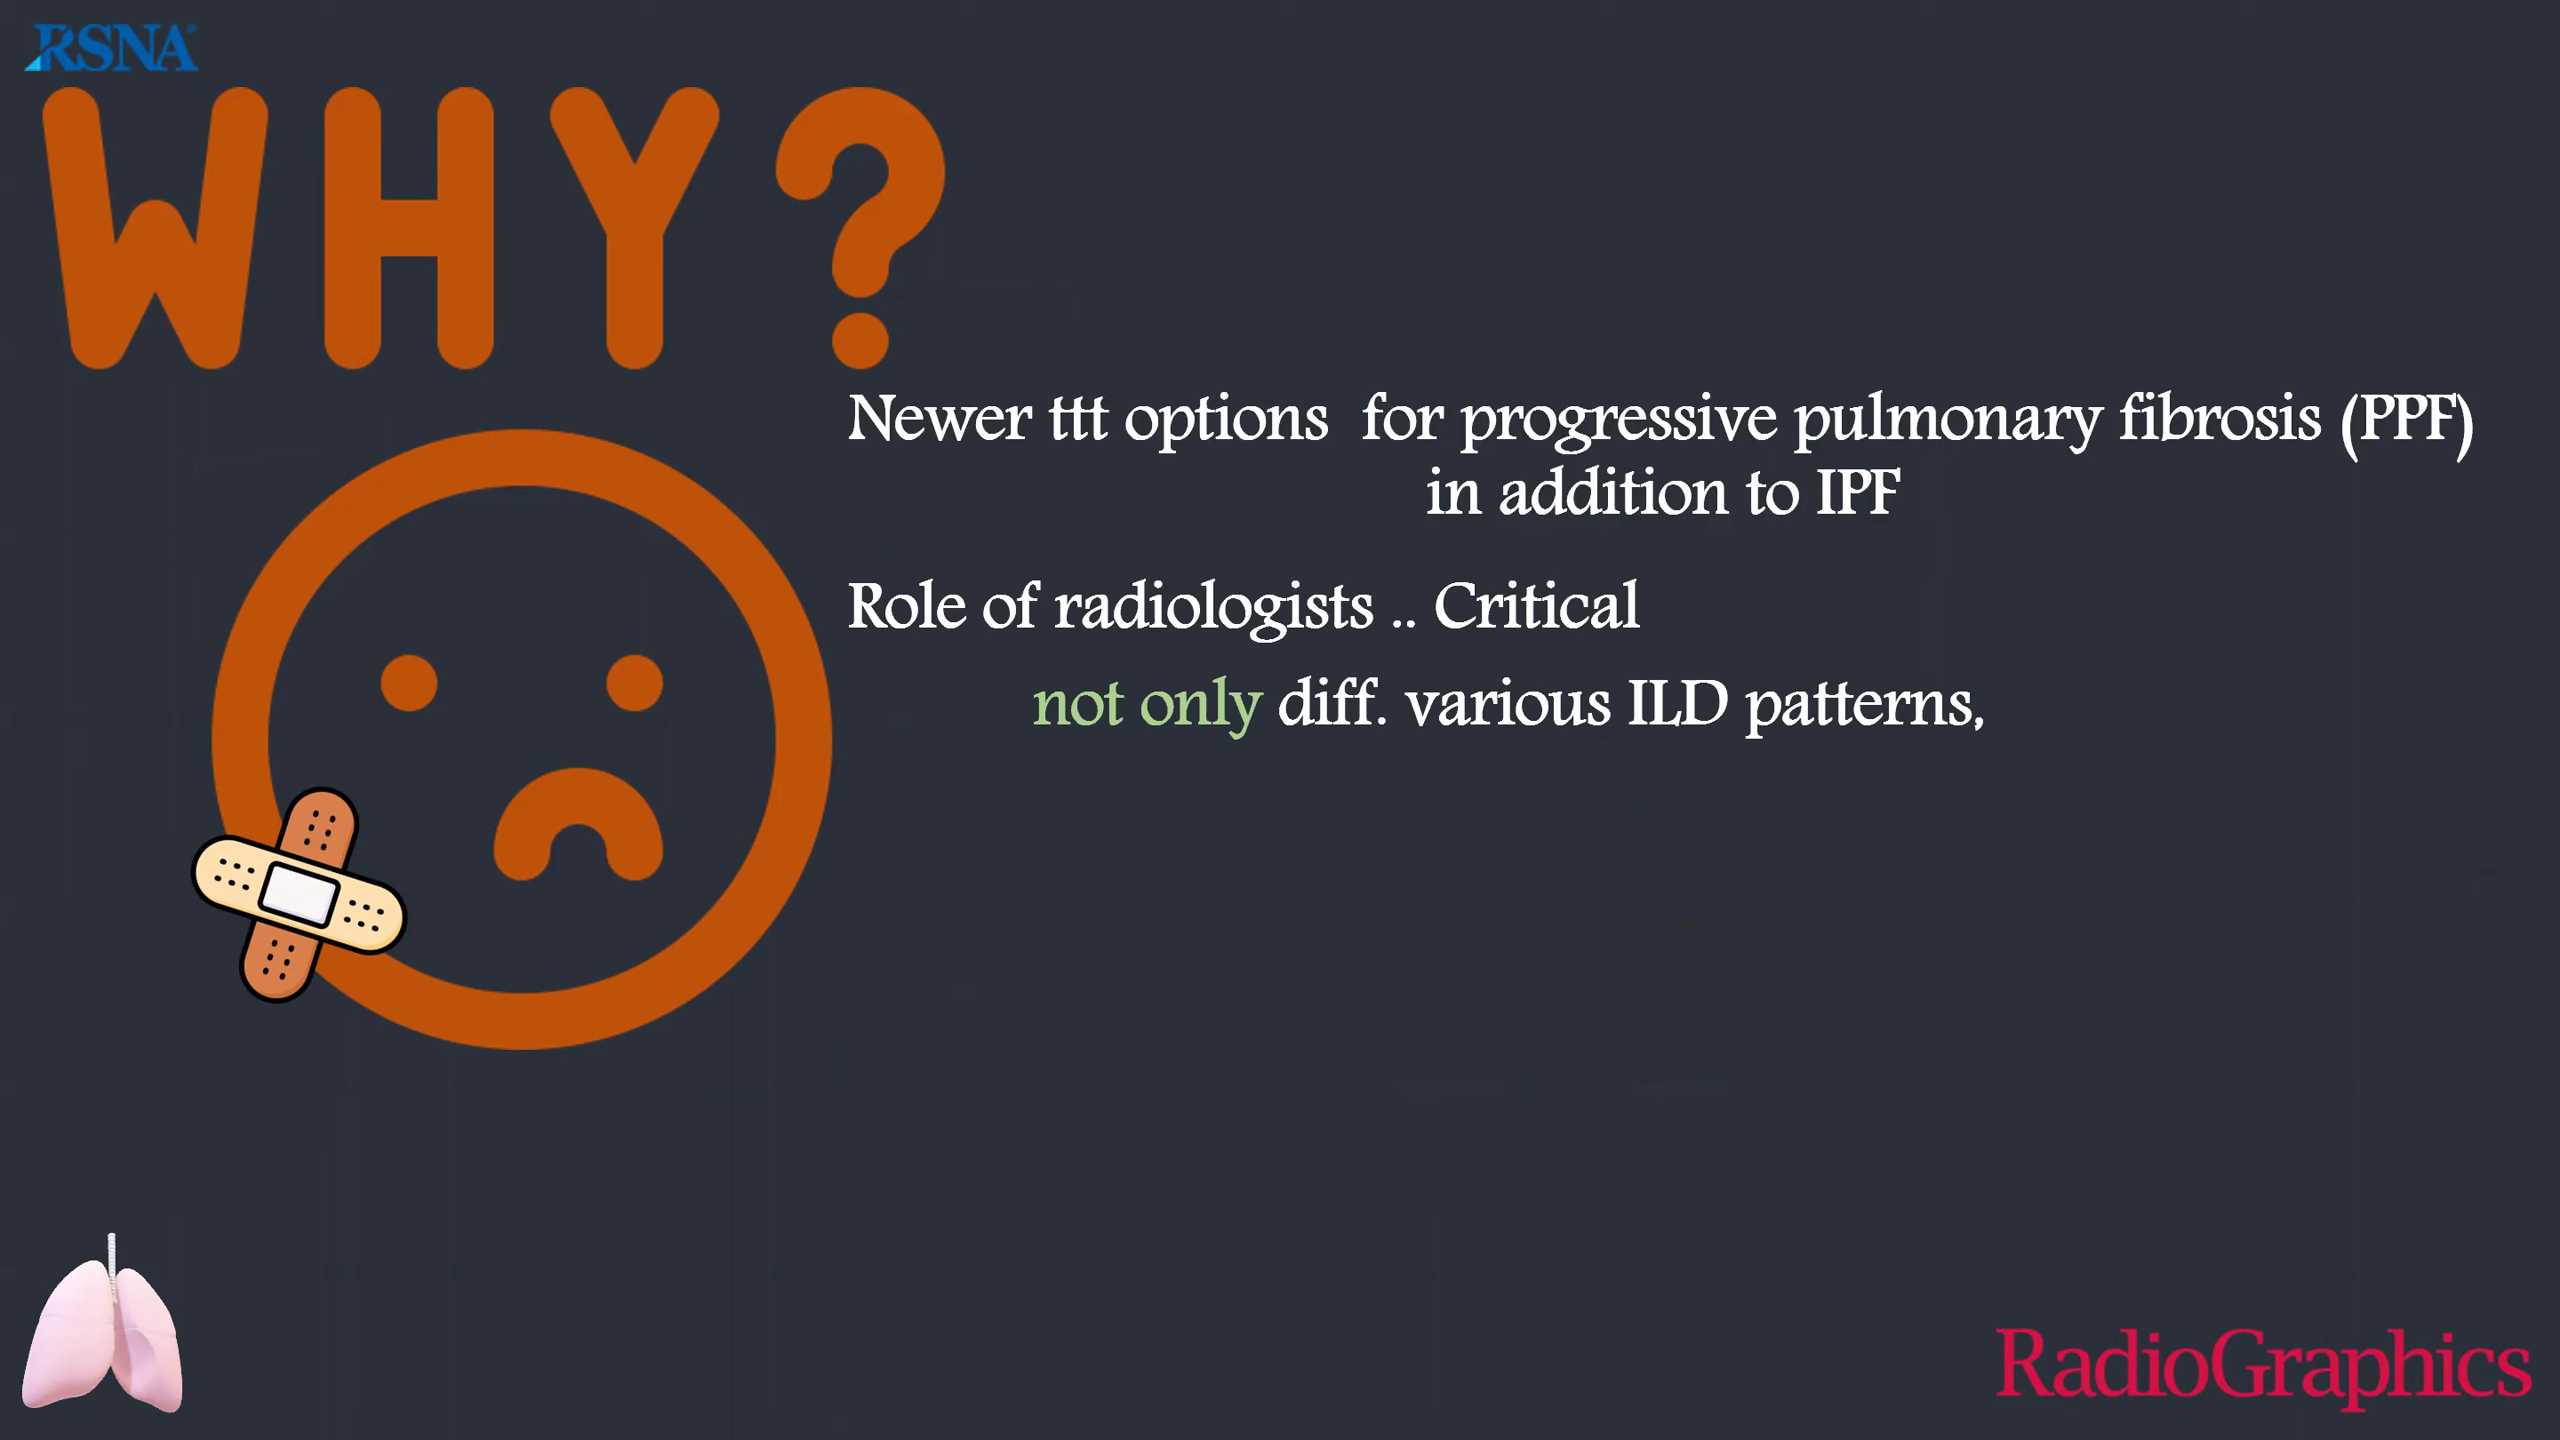 RSNA
WHY?
Newer ttt options for progressive pulmonary fibrosis (PPF)
in addition to IPF
Role of radiologists .. Critical
not only diff. various ILD patterns,
RadioGraphics